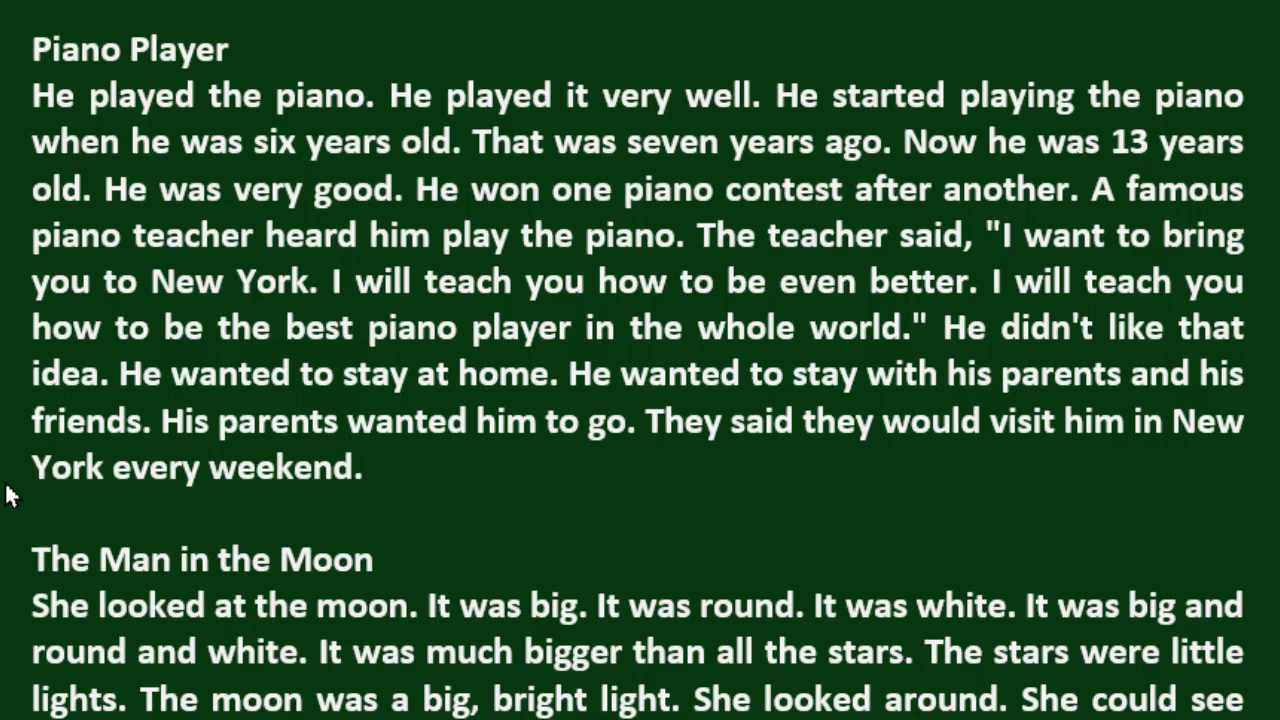 Piano Player
He played the piano. He played it very well. He started playing the piano
when he was six years old. That was seven years ago. Now he was 13 years
old. He was very good. He won one piano contest after another. A famous
piano teacher heard him play the piano. The teacher said, "I want to bring
you to New York. I will teach you how to be even better. I will teach you
how to be the best piano player in the whole world." He didn't like that
idea. He wanted to stay at home. He wanted to stay with his parents and his
friends. His parents wanted him to go. They said they would visit him in New
York every weekend.
The Man in the Moon
She looked at the moon. It was big. It was round. It was white. It was big and
round and white. It was much bigger than all the stars. The stars were little
lights. The moon was a big, bright light. She looked around. She could see